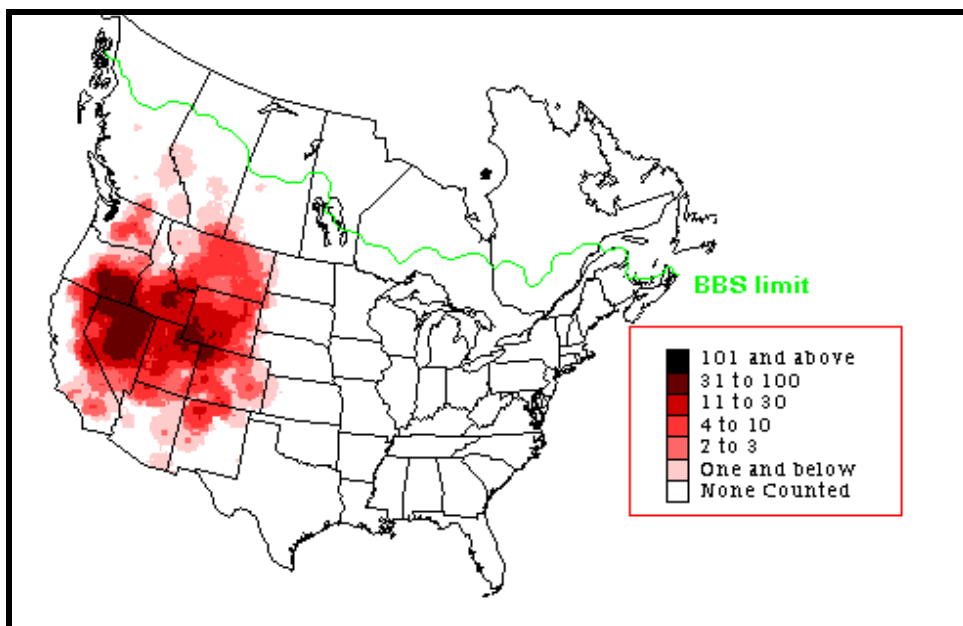 BBS limit
101 and above
31 to 100
11 to 30
4 to 10
2 to 3
One and below
None Counted